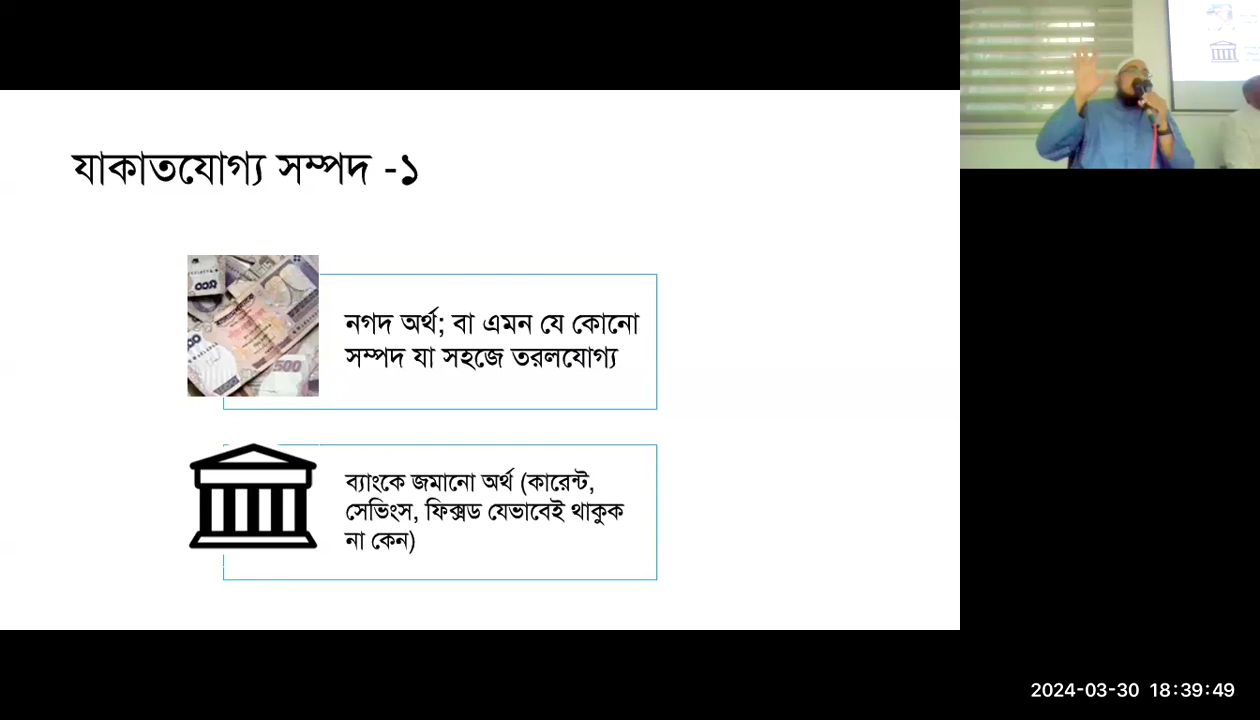 যাকাতযোগ্য সম্পদ -১
নগদ অর্থ; বা এমন যে কোনো
সম্পদ যা সহজে তরলযোগ্য
ব্যাংকে জমানো অর্থ (কারেন্ট,
সেভিংস, ফিক্সড যেভাবেই থাকুক
না কেন)
2024-03-30 18:39:49